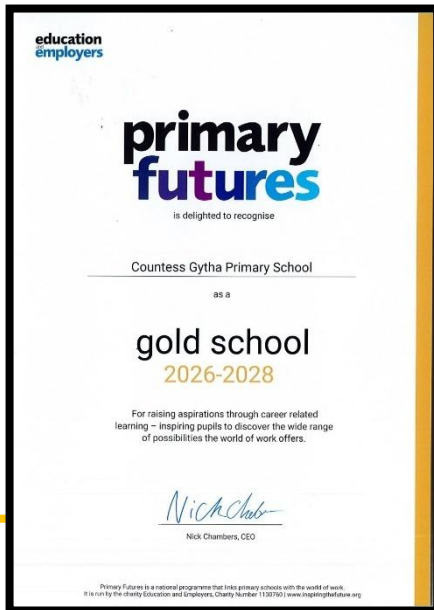 education
and
employers
primary
futures
is delighted to recognise
Countess Gytha Primary School
as a
gold school
2026-2028
For raising aspirations through career related
learning – inspiring pupils to discover the wide range
of possibilities the world of work offers.
Nick Chambers
Nick Chambers, CEO
Primary Futures is a national programme that links primary schools with the world of work.
It is run by the charity Education and Employers, Charity Number 1130760 | www.inspiringthefuture.org